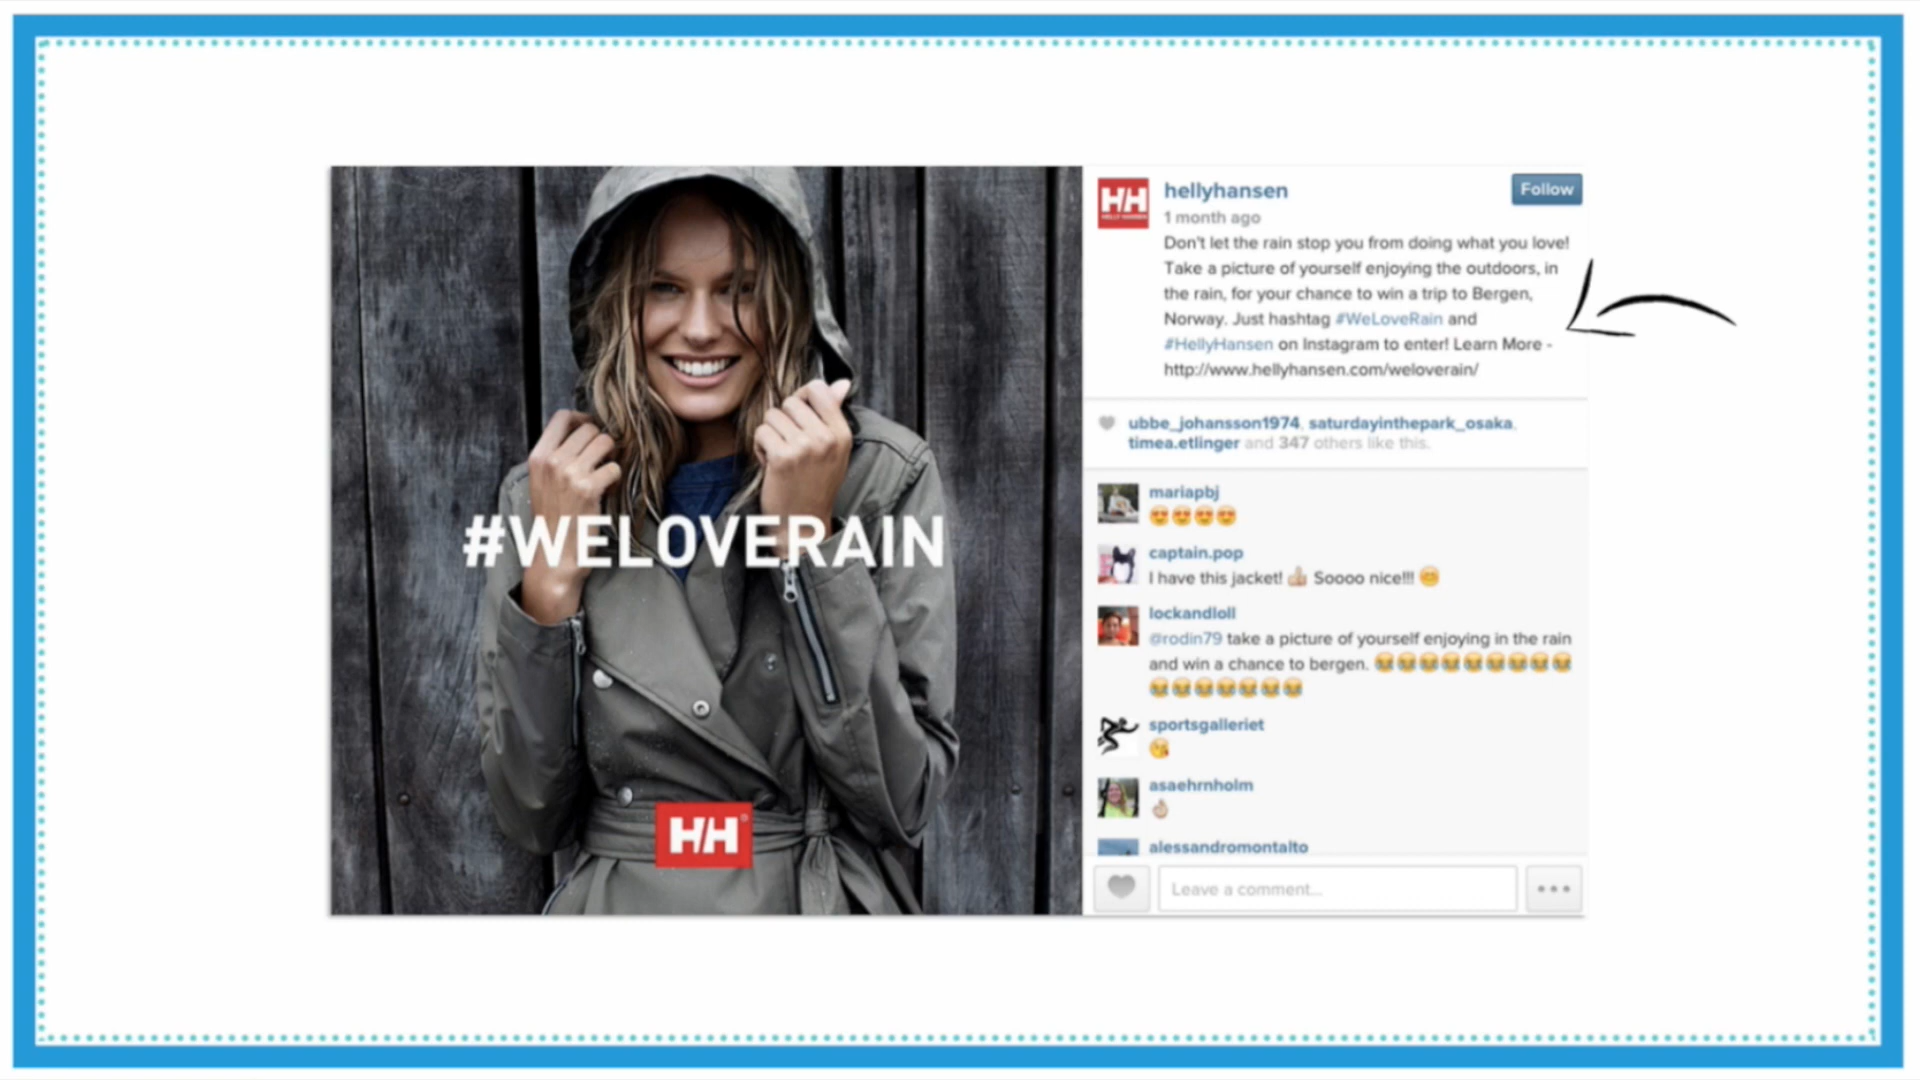 #WELOVERAIN
HH
HH
HELLY HANSEN
hellyhansen
Follow
1 month ago
Don't let the rain stop you from doing what you love!
Take a picture of yourself enjoying the outdoors, in
the rain, for your chance to win a trip to Bergen,
Norway. Just hashtag #WeLoveRain and
#HellyHansen on Instagram to enter! Learn More -
http://www.hellyhansen.com/weloverain/
ubbe_johansson1974, saturdayinthepark_osaka,
timea.etlinger and 347 others like this.
mariapbj
😍😍😍😍
captain.pop
I have this jacket! 👍 Soooo nice!!! 😊
lockandloll
@rodin79 take a picture of yourself enjoying in the rain
and win a chance to bergen. 😂😂😂😂😂😂😂😂😂
😂😂😂😂😂😂😂
sportsgalleriet
😘
asaehrnholm
👌
alessandromontalto
Leave a comment...